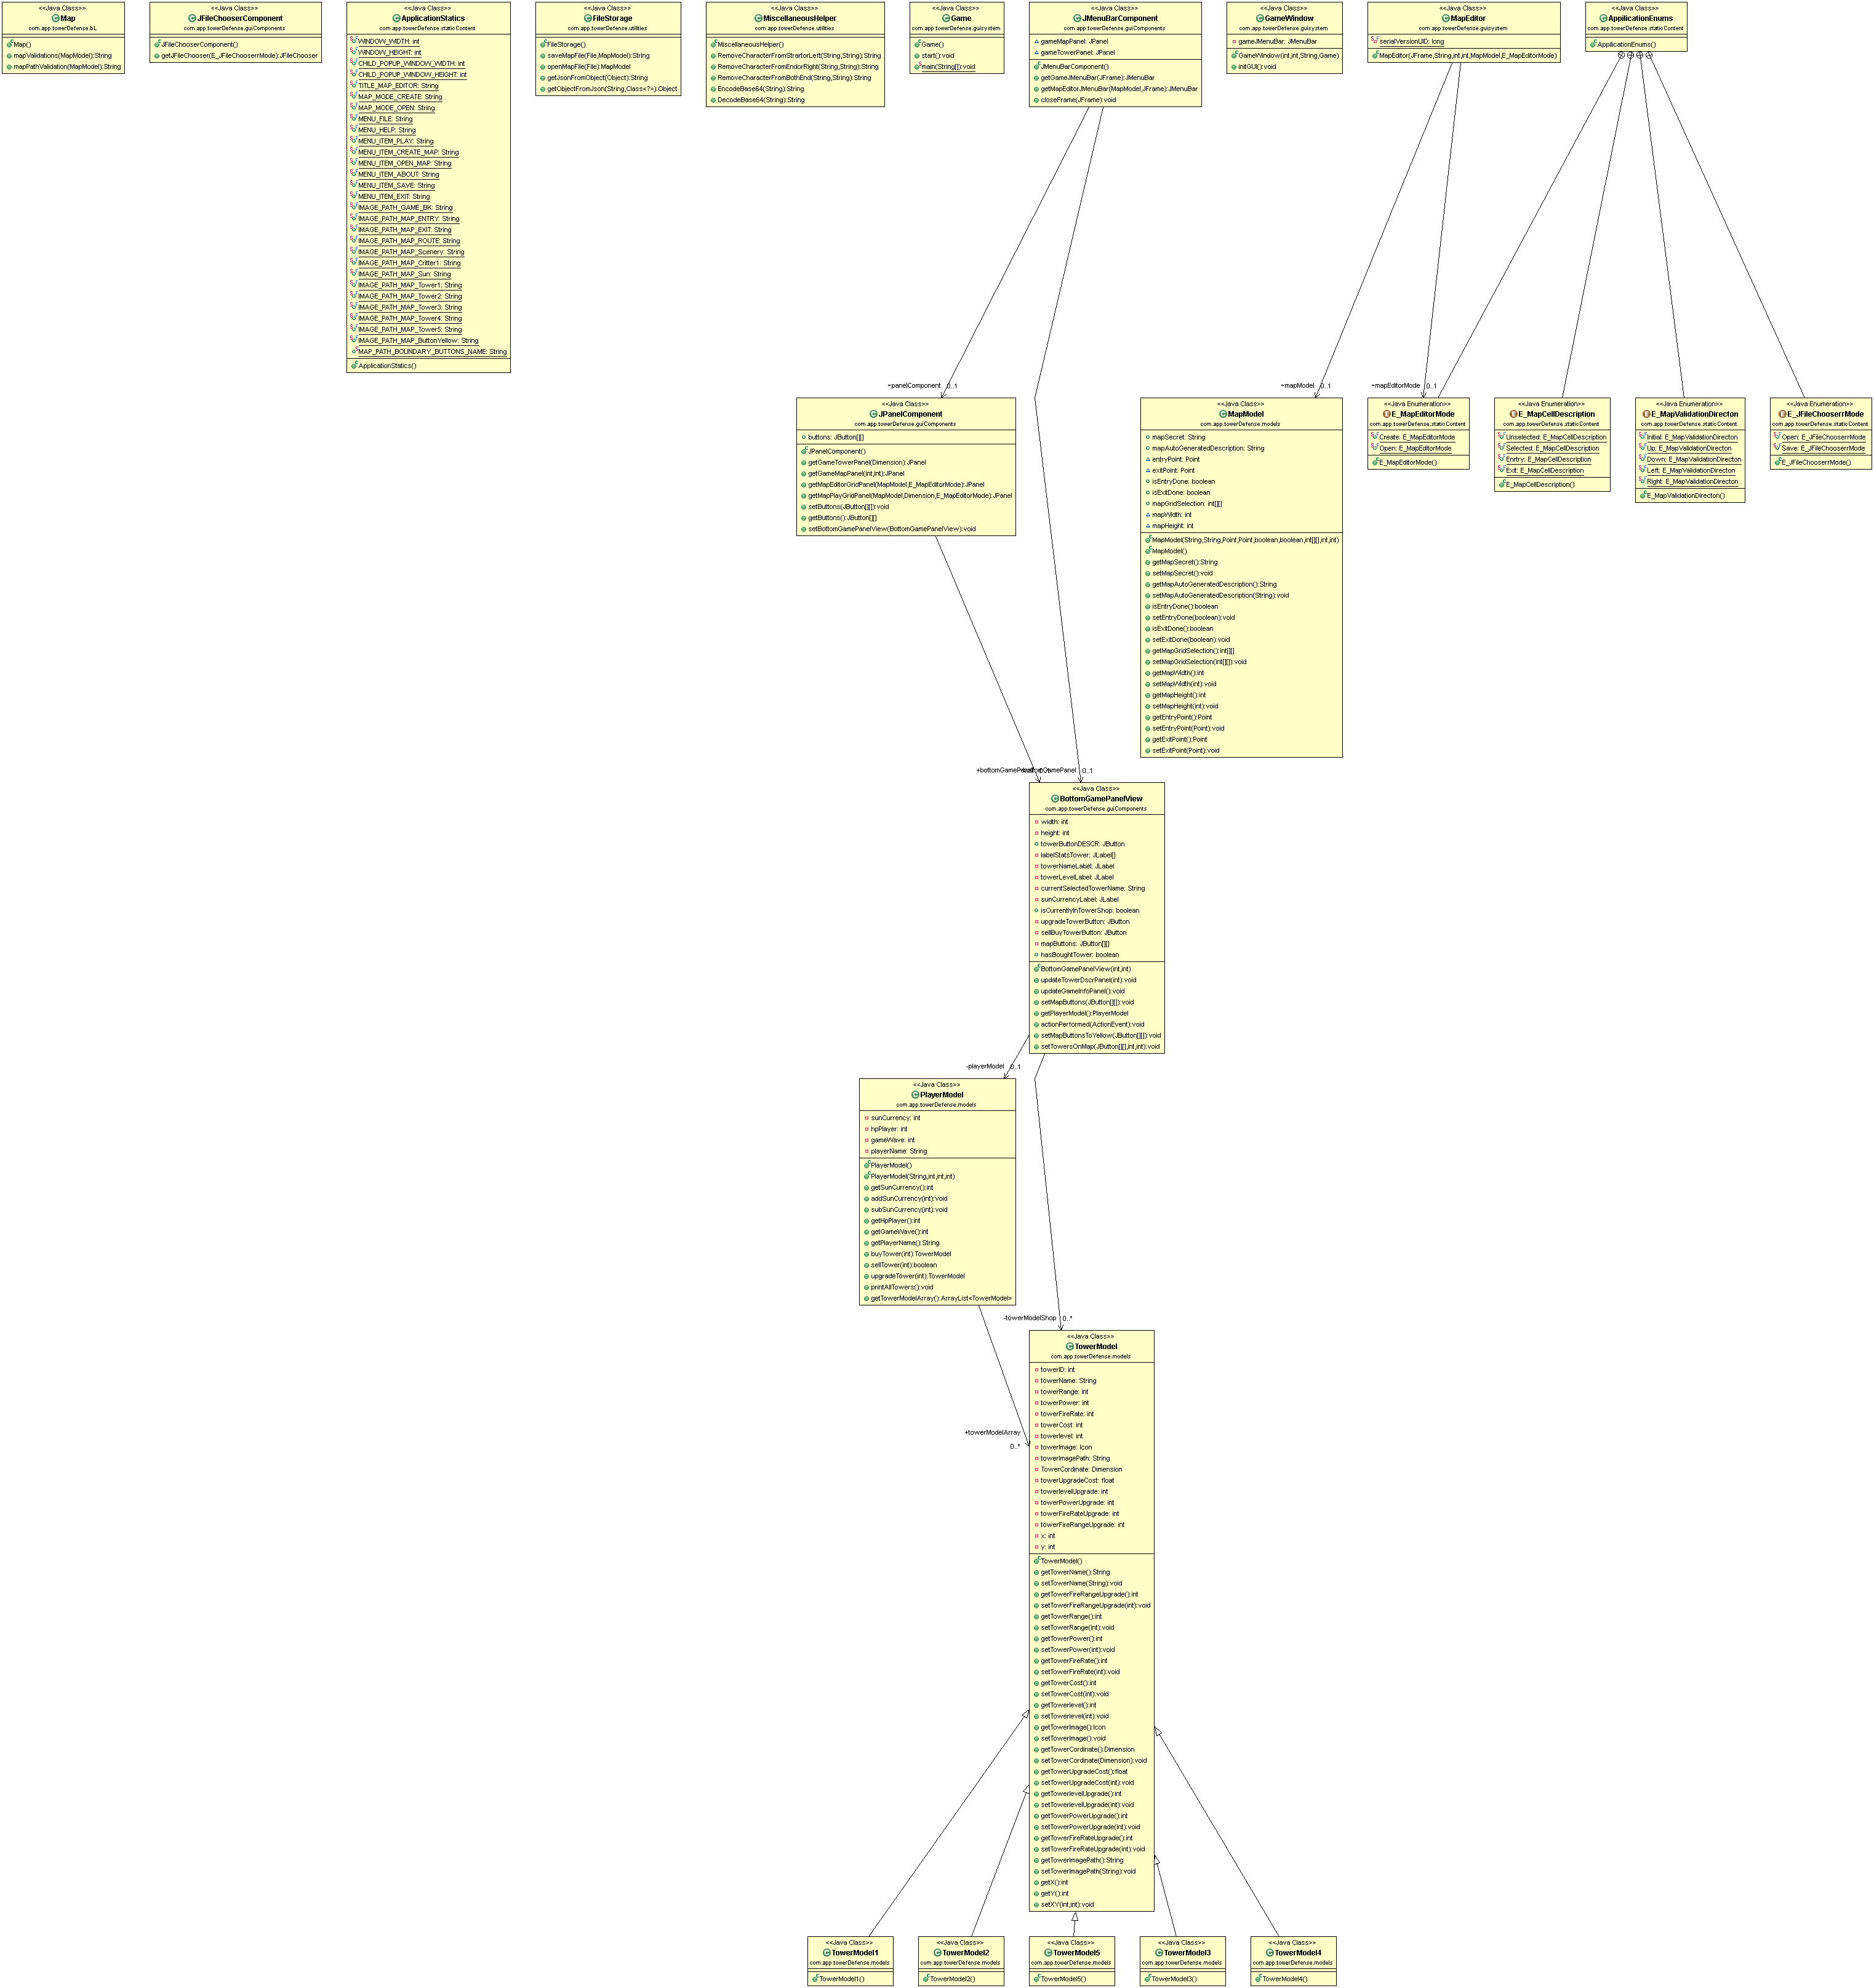 <<Java Class>>
Map
com.app.towerDefense.bL
Map()
mapValidations(MapModel):String
mapPathValidation(MapModel):String
<<Java Class>>
JFileChooserComponent
com.app.towerDefense.guiComponents
JFileChooserComponent()
getJFileChooser(E_JFileChooserrMode):JFileChooser
<<Java Class>>
ApplicationStatics
com.app.towerDefense.staticContent
WINDOW_WIDTH: int
WINDOW_HEIGHT: int
CHILD_POPUP_WINDOW_WIDTH: int
CHILD_POPUP_WINDOW_HEIGHT: int
TITLE_MAP_EDITOR: String
MAP_MODE_CREATE: String
MAP_MODE_OPEN: String
MENU_FILE: String
MENU_HELP: String
MENU_ITEM_PLAY: String
MENU_ITEM_CREATE_MAP: String
MENU_ITEM_OPEN_MAP: String
MENU_ITEM_ABOUT: String
MENU_ITEM_SAVE: String
MENU_ITEM_EXIT: String
IMAGE_PATH_GAME_BK: String
IMAGE_PATH_MAP_ENTRY: String
IMAGE_PATH_MAP_EXIT: String
IMAGE_PATH_MAP_ROUTE: String
IMAGE_PATH_MAP_Scenery: String
IMAGE_PATH_MAP_Critter1: String
IMAGE_PATH_MAP_Sun: String
IMAGE_PATH_MAP_Tower1: String
IMAGE_PATH_MAP_Tower2: String
IMAGE_PATH_MAP_Tower3: String
IMAGE_PATH_MAP_Tower4: String
IMAGE_PATH_MAP_Tower5: String
IMAGE_PATH_MAP_ButtonYellow: String
MAP_PATH_BOUNDARY_BUTTONS_NAME: String
ApplicationStatics()
<<Java Class>>
FileStorage
com.app.towerDefense.utilities
FileStorage()
saveMapFile(File,MapModel):String
openMapFile(File):MapModel
getJsonFromObject(Object):String
getObjectFromJson(String,Class<?>):Object
<<Java Class>>
MiscellaneousHelper
com.app.towerDefense.utilities
MiscellaneousHelper()
RemoveCharacterFromStrartorLeft(String,String):String
RemoveCharacterFromEndorRight(String,String):String
RemoveCharacterFromBothEnd(String,String):String
EncodeBase64(String):String
DecodeBase64(String):String
<<Java Class>>
Game
com.app.towerDefense.guisystem
Game()
start():void
main(String[]):void
<<Java Class>>
JMenuBarComponent
com.app.towerDefense.guiComponents
gameMapPanel: JPanel
gameTowerPanel: JPanel
JMenuBarComponent()
getGameJMenuBar(JFrame):JMenuBar
getMapEditorJMenuBar(MapModel,JFrame):JMenuBar
closeFrame(JFrame):void
<<Java Class>>
GameWindow
com.app.towerDefense.guisystem
gameJMenuBar: JMenuBar
GameWindow(int,int,String,Game)
initGUI():void
<<Java Class>>
MapEditor
com.app.towerDefense.guisystem
serialVersionUID: long
MapEditor(JFrame,String,int,int,MapModel,E_MapEditorMode)
<<Java Class>>
ApplicationEnums
com.app.towerDefense.staticContent
ApplicationEnums()
~panelComponent 0..1
~mapModel 0..1
~mapEditorMode 0..1
<<Java Class>>
JPanelComponent
com.app.towerDefense.guiComponents
buttons: JButton[][]
JPanelComponent()
getGameTowerPanel(Dimension):JPanel
getGameMapPanel(int,int):JPanel
getMapEditorGridPanel(MapModel,E_MapEditorMode):JPanel
getMapPlayGridPanel(MapModel,Dimension,E_MapEditorMode):JPanel
setButtons(JButton[][]):void
getButtons():JButton[][]
setBottomGamePanelView(BottomGamePanelView):void
<<Java Class>>
MapModel
com.app.towerDefense.models
mapSecret: String
mapAutoGeneratedDescription: String
entryPoint: Point
exitPoint: Point
isEntryDone: boolean
isExitDone: boolean
mapGridSelection: int[][]
mapWidth: int
mapHeight: int
MapModel(String,String,Point,Point,boolean,boolean,int[][],int,int)
MapModel()
getMapSecret():String
setMapSecret():void
getMapAutoGeneratedDescription():String
setMapAutoGeneratedDescription(String):void
isEntryDone():boolean
setEntryDone(boolean):void
isExitDone():boolean
setExitDone(boolean):void
getMapGridSelection():int[][]
setMapGridSelection(int[][]):void
getMapWidth():int
setMapWidth(int):void
getMapHeight():int
setMapHeight(int):void
getEntryPoint():Point
setEntryPoint(Point):void
getExitPoint():Point
setExitPoint(Point):void
<<Java Enumeration>>
E_MapEditorMode
com.app.towerDefense.staticContent
Create: E_MapEditorMode
Open: E_MapEditorMode
E_MapEditorMode()
<<Java Enumeration>>
E_MapCellDescription
com.app.towerDefense.staticContent
Unselected: E_MapCellDescription
Selected: E_MapCellDescription
Enrtry: E_MapCellDescription
Exit: E_MapCellDescription
E_MapCellDescription()
<<Java Enumeration>>
E_MapValidationDirecton
com.app.towerDefense.staticContent
Initial: E_MapValidationDirecton
Up: E_MapValidationDirecton
Down: E_MapValidationDirecton
Left: E_MapValidationDirecton
Right: E_MapValidationDirecton
E_MapValidationDirecton()
<<Java Enumeration>>
E_JFileChooserrMode
com.app.towerDefense.staticContent
Open: E_JFileChooserrMode
Save: E_JFileChooserrMode
E_JFileChooserrMode()
0..1
<<Java Class>>
BottomGamePanelView
com.app.towerDefense.guiComponents
width: int
height: int
towerButtonDESCR: JButton
labelStatsTower: JLabel[]
towerNameLabel: JLabel
towerLevelLabel: JLabel
currentSelectedTowerName: String
sunCurrencyLabel: JLabel
isCurrentlyInTowerShop: boolean
upgradeTowerButton: JButton
sellBuyTowerButton: JButton
mapButtons: JButton[][]
hasBoughtTower: boolean
BottomGamePanelView(int,int)
updateTowerDscrPanel(int):void
updateGameInfoPanel():void
setMapButtons(JButton[][]):void
getPlayerModel():PlayerModel
actionPerformed(ActionEvent):void
setMapButtonsToYellow(JButton[][]):void
setTowersOnMap(JButton[][],int,int):void
-playerModel 0..1
<<Java Class>>
PlayerModel
com.app.towerDefense.models
sunCurrency: int
hpPlayer: int
gameWave: int
playerName: String
PlayerModel()
PlayerModel(String,int,int,int)
getSunCurrency():int
addSunCurrency(int):void
subSunCurrency(int):void
getHpPlayer():int
getGameWave():int
getPlayerName():String
buyTower(int):TowerModel
sellTower(int):boolean
upgradeTower(int):TowerModel
printAllTowers():void
getTowerModelArray():ArrayList<TowerModel>
-towerModelShop 0..*
+towerModelArray
0..*
<<Java Class>>
TowerModel
com.app.towerDefense.models
towerID: int
towerName: String
towerRange: int
towerPower: int
towerFireRate: int
towerCost: int
towerlevel: int
towerImage: Icon
towerImagePath: String
TowerCordinate: Dimension
towerUpgradeCost: float
towerlevelUpgrade: int
towerPowerUpgrade: int
towerFireRateUpgrade: int
towerFireRangeUpgrade: int
x: int
y: int
TowerModel()
getTowerName():String
setTowerName(String):void
getTowerFireRangeUpgrade():int
setTowerFireRangeUpgrade(int):void
getTowerRange():int
setTowerRange(int):void
getTowerPower():int
setTowerPower(int):void
getTowerFireRate():int
setTowerFireRate(int):void
getTowerCost():int
setTowerCost(int):void
getTowerlevel():int
setTowerlevel(int):void
getTowerImage():Icon
setTowerImage():void
getTowerCordinate():Dimension
setTowerCordinate(Dimension):void
getTowerUpgradeCost():float
setTowerUpgradeCost(int):void
getTowerlevelUpgrade():int
setTowerlevelUpgrade(int):void
getTowerPowerUpgrade():int
setTowerPowerUpgrade(int):void
getTowerFireRateUpgrade():int
setTowerFireRateUpgrade(int):void
getTowerImagePath():String
setTowerImagePath(String):void
getX():int
getY():int
setXY(int,int):void
<<Java Class>>
TowerModel1
com.app.towerDefense.models
TowerModel1()
<<Java Class>>
TowerModel2
com.app.towerDefense.models
TowerModel2()
<<Java Class>>
TowerModel5
com.app.towerDefense.models
TowerModel5()
<<Java Class>>
TowerModel3
com.app.towerDefense.models
TowerModel3()
<<Java Class>>
TowerModel4
com.app.towerDefense.models
TowerModel4()